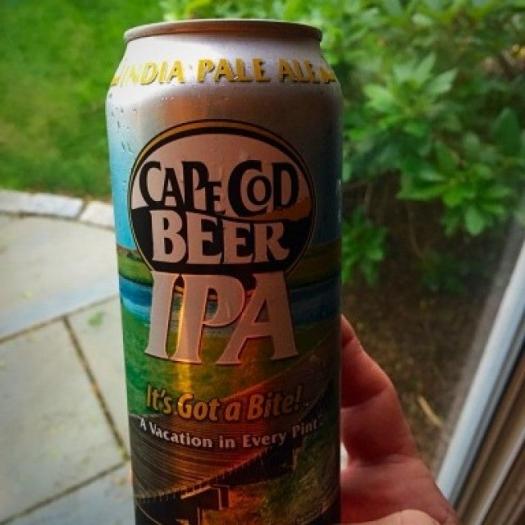 INDIA PALE ALE
CAPE COD
BEER
IPA
It's Got a Bite!
A Vacation in Every Pint